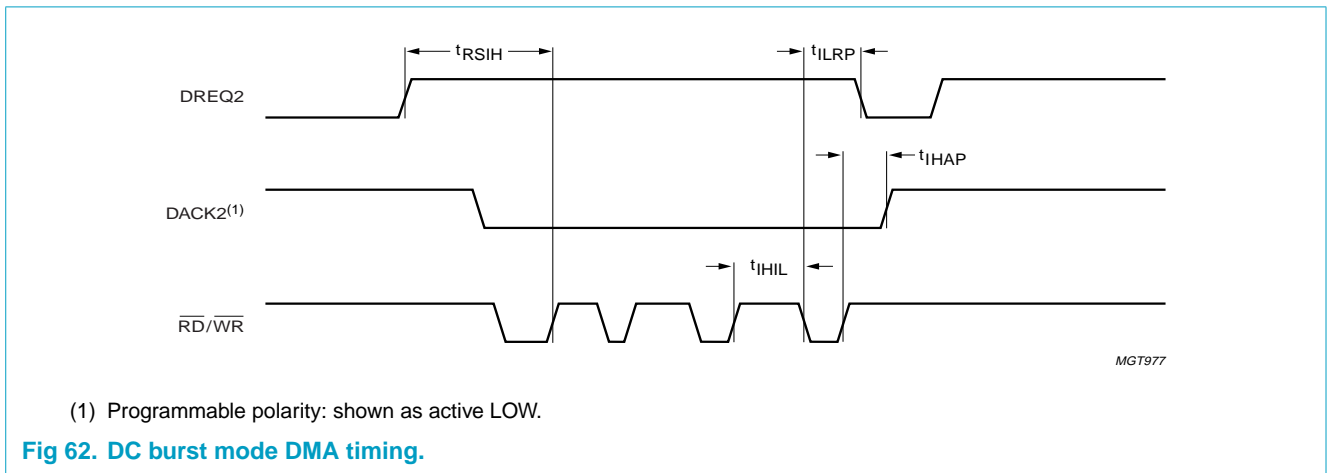 tRSIH
tILRP
DREQ2
tIHAP
DACK2(1)
tIHIL
RD/WR
MGT977
(1) Programmable polarity: shown as active LOW.
Fig 62. DC burst mode DMA timing.